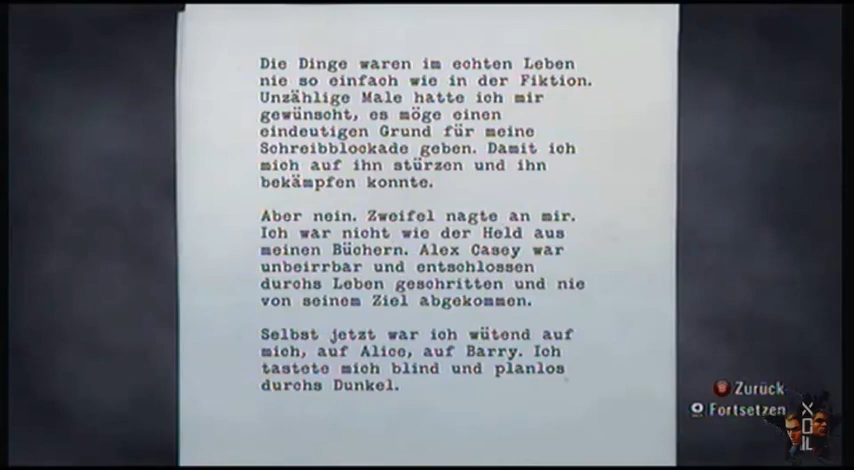 Die Dinge waren im echten Leben
nie so einfach wie in der Fiktion.
Unzählige Male hatte ich mir
gewünscht, es möge einen
eindeutigen Grund für meine
Schreibblockade geben. Damit ich
mich auf ihn stürzen und ihn
bekämpfen konnte.
Aber nein. Zweifel nagte an mir.
Ich war nicht wie der Held aus
meinen Büchern. Alex Casey war
unbeirrbar und entschlossen
durchs Leben geschritten und nie
von seinem Ziel abgekommen.
Selbst jetzt war ich wütend auf
mich, auf Alice, auf Barry. Ich
tastete mich blind und planlos
durchs Dunkel.
Zurück
Fortsetzen